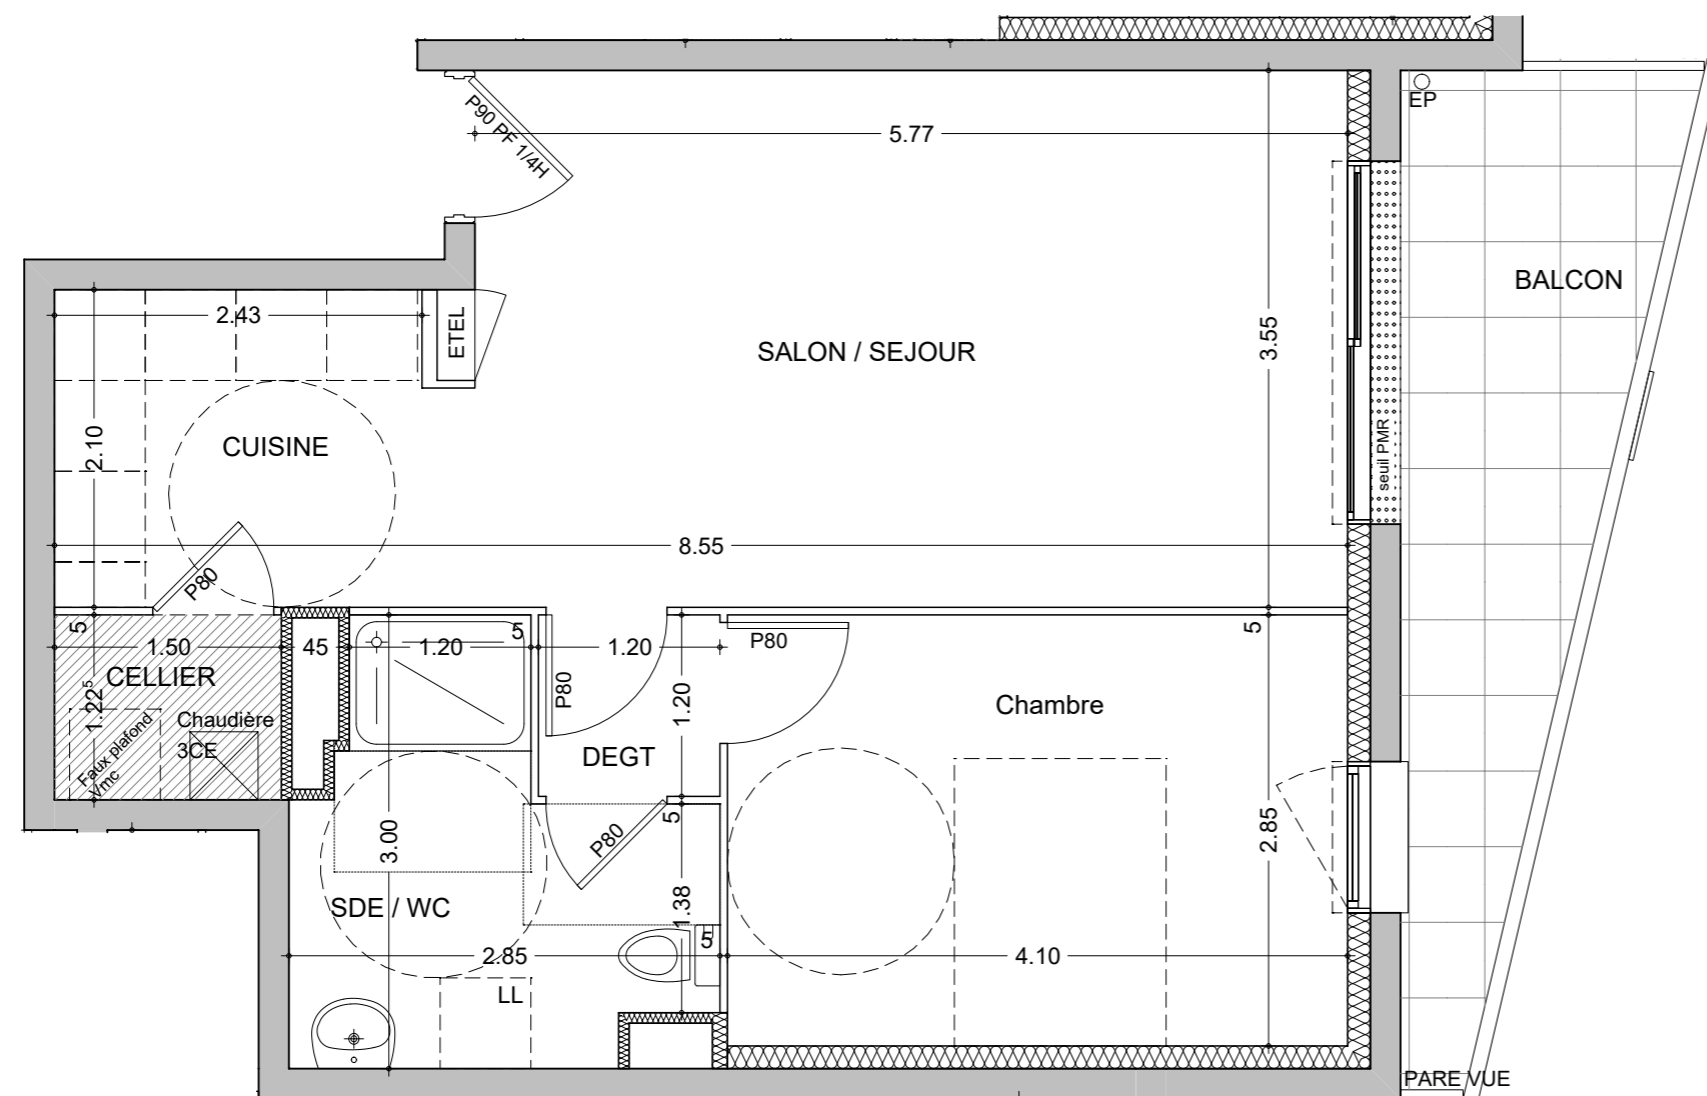 EP
P90 PF 1/4H
5.77
BALCON
2.43
ETEL
SALON / SEJOUR
3.55
CUISINE
2.10
seuil PMR
8.55
P80
5
1.50
45
1.20
5
1.20
P80
5
CELLIER
P80
1.20
Chambre
1.22⁵
Chaudière
3CE
Faux plafond
Vmc
DEGT
5
P80
3.00
2.85
SDE / WC
1.38
5
2.85
4.10
LL
PARE VUE